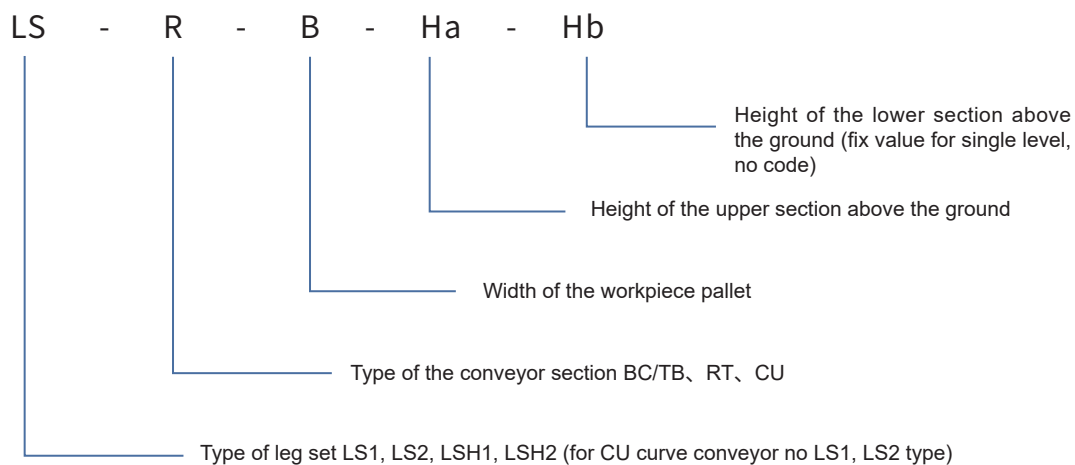 LS - R - B - Ha - Hb
Height of the lower section above
the ground (fix value for single level,
no code)
Height of the upper section above the ground
Width of the workpiece pallet
Type of the conveyor section BC/TB、RT、CU
Type of leg set LS1, LS2, LSH1, LSH2 (for CU curve conveyor no LS1, LS2 type)